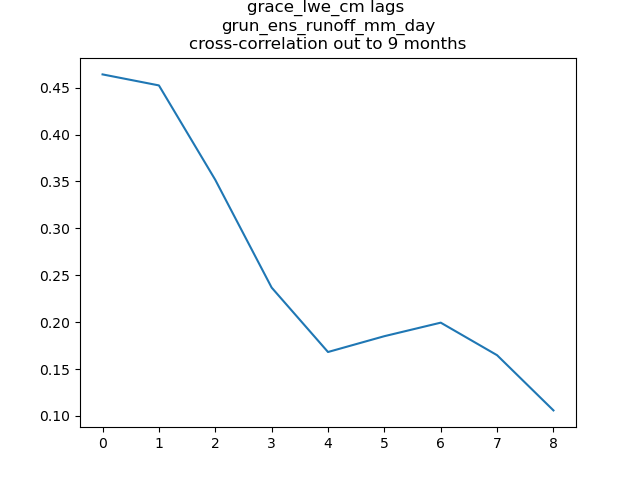 grace_lwe_cm lags
grun_ens_runoff_mm_day
cross-correlation out to 9 months
0.45
0.40
0.35
0.30
0.25
0.20
0.15
0.10
0 1 2 3 4 5 6 7 8